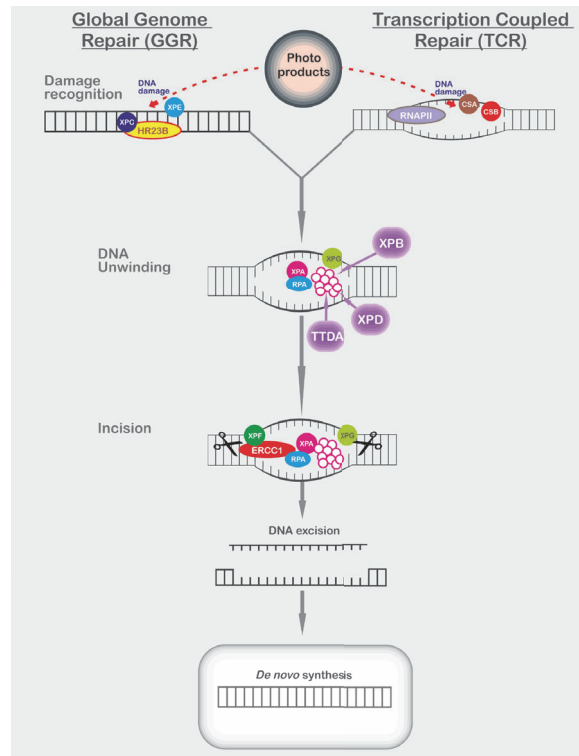 Global Genome
Repair (GGR)
Transcription Coupled
Repair (TCR)
Photo
products
Damage
recognition
DNA
damage
XPE
XPC
HR23B
DNA
damage
CSA
CSB
RNAPII
DNA
Unwinding
XPG
XPB
XPA
RPA
XPD
TTDA
Incision
XPF
XPG
XPA
ERCC1
RPA
DNA excision
De novo synthesis